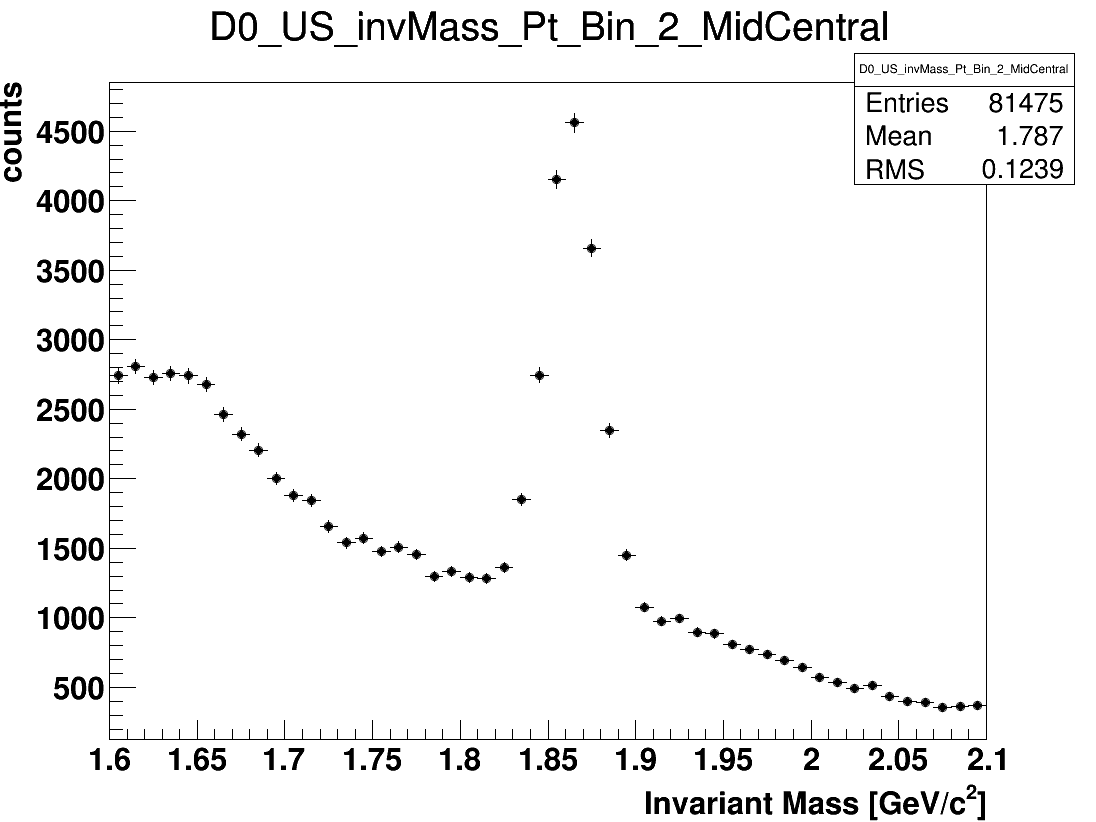 D0_US_invMass_Pt_Bin_2_MidCentral
D0_US_invMass_Pt_Bin_2_MidCentral
Entries 81475
Mean 1.787
RMS 0.1239
counts
4500
4000
3500
3000
2500
2000
1500
1000
500
1.6 1.65 1.7 1.75 1.8 1.85 1.9 1.95 2 2.05 2.1
Invariant Mass [GeV/c²]